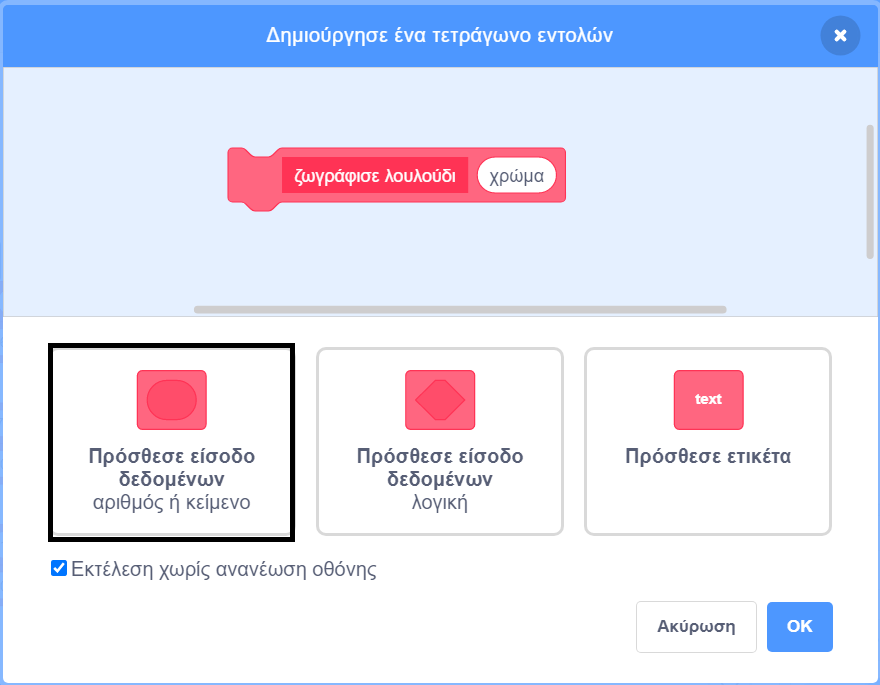 Δημιούργησε ένα τετράγωνο εντολών
ζωγράφισε λουλούδι χρώμα
Πρόσθεσε είσοδο
δεδομένων
αριθμός ή κείμενο
Πρόσθεσε είσοδο
δεδομένων
λογική
text
Πρόσθεσε ετικέτα
Εκτέλεση χωρίς ανανέωση οθόνης
Ακύρωση
OK